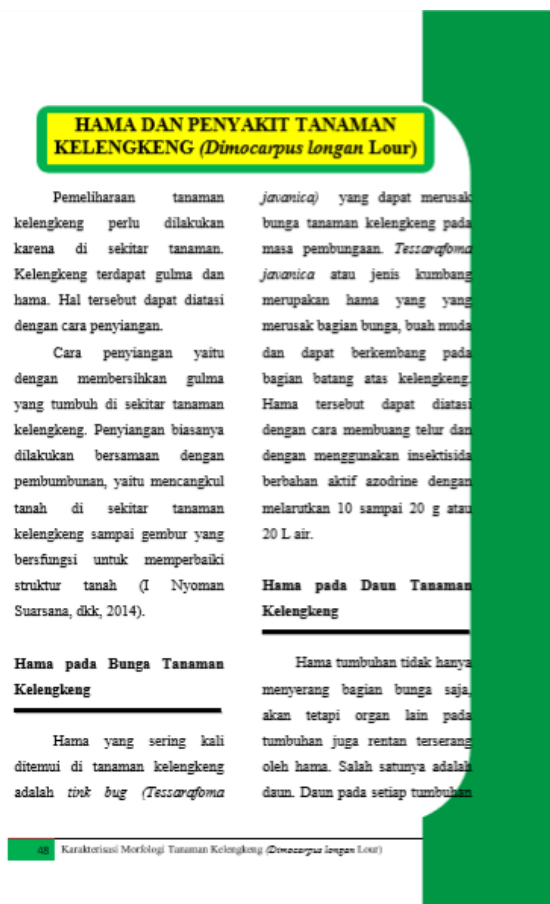 HAMA DAN PENYAKIT TANAMAN
KELENGKENG (Dimocarpus longan Lour)
Pemeliharaan tanaman
kelengkeng perlu dilakukan
karena di sekitar tanaman.
Kelengkeng terdapat gulma dan
hama. Hal tersebut dapat diatasi
dengan cara penyiangan.
Cara penyiangan yaitu
dengan membersihkan gulma
yang tumbuh di sekitar tanaman
kelengkeng. Penyiangan biasanya
dilakukan bersamaan dengan
pembumbunan, yaitu mencangkul
tanah di sekitar tanaman
kelengkeng sampai gembur yang
bersfungsi untuk memperbaiki
struktur tanah (I Nyoman
Suarsana, dkk, 2014).
Hama pada Bunga Tanaman
Kelengkeng
Hama yang sering kali
ditemui di tanaman kelengkeng
adalah tink bug (Tessarafoma
javanica) yang dapat merusak
bunga tanaman kelengkeng pada
masa pembungaan. Tessarafoma
javanica atau jenis kumbang
merupakan hama yang yang
merusak bagian bunga, buah muda
dan dapat berkembang pada
bagian batang atas kelengkeng.
Hama tersebut dapat diatasi
dengan cara membuang telur dan
dengan menggunakan insektisida
berbahan aktif azodrine dengan
melarutkan 10 sampai 20 g atau
20 L air.
Hama pada Daun Tanaman
Kelengkeng
Hama tumbuhan tidak hanya
menyerang bagian bunga saja,
akan tetapi organ lain pada
tumbuhan juga rentan terserang
oleh hama. Salah satunya adalah
daun. Daun pada setiap tumbuhan
48 Karakterisasi Morfologi Tanaman Kelengkeng (Dimocarpus longan Lour)